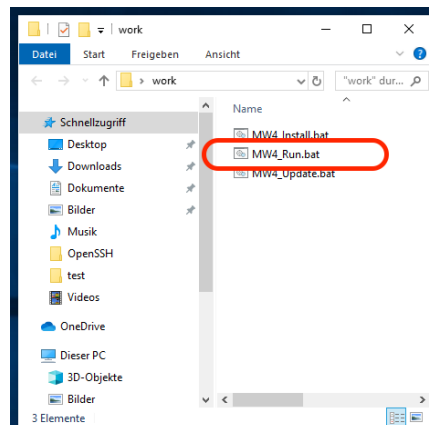 work
Datei Start Freigeben Ansicht
work "work" dur...
Name
Schnellzugriff
Desktop
Downloads
Dokumente
Bilder
Musik
OpenSSH
test
Videos
OneDrive
Dieser PC
3D-Objekte
Bilder
MW4_Install.bat
MW4_Run.bat
MW4_Update.bat
3 Elemente